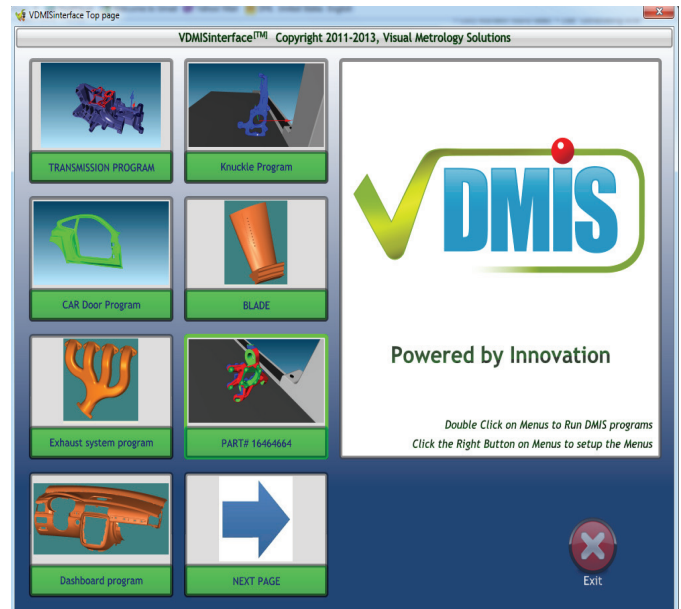 VDMISinterface Top page
VDMISinterface[TM] Copyright 2011-2013, Visual Metrology Solutions
TRANSMISSION PROGRAM
Knuckle Program
CAR Door Program
BLADE
Exhaust system program
PART# 16464664
Dashboard program
NEXT PAGE
DMIS
Powered by Innovation
Double Click on Menus to Run DMIS programs
Click the Right Button on Menus to setup the Menus
Exit